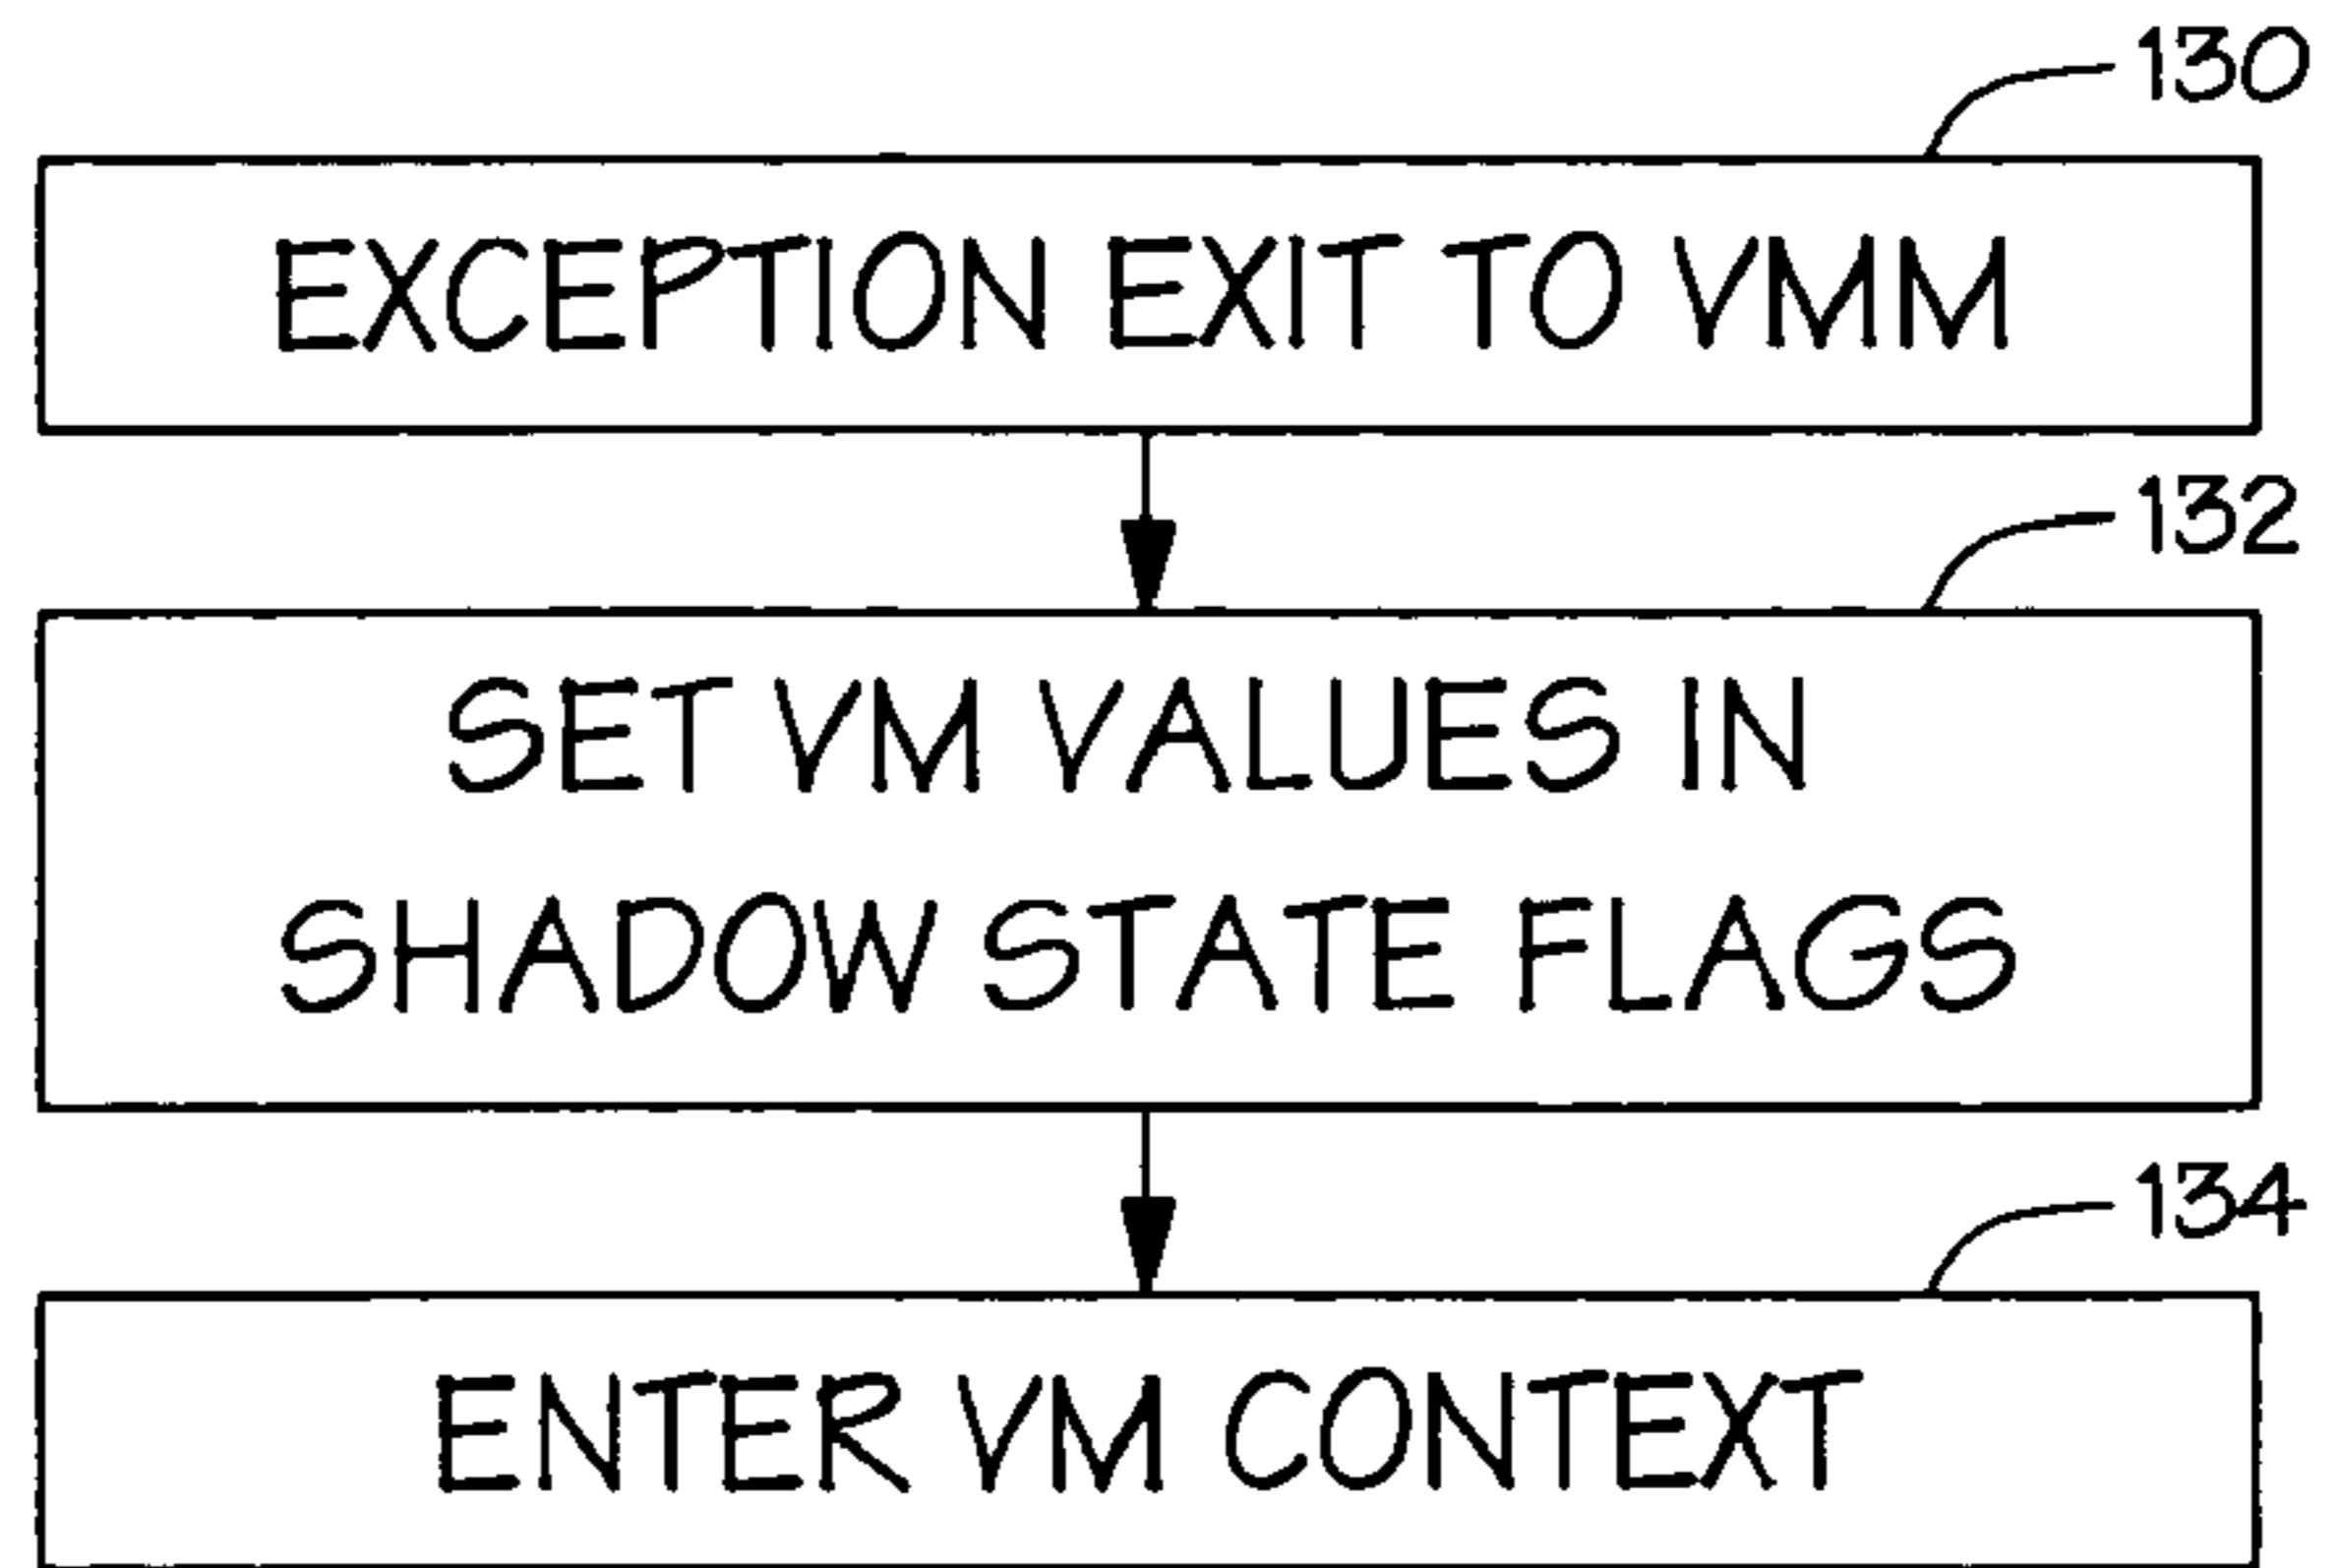 130
EXCEPTION EXIT TO VMM
132
SET VM VALUES IN
SHADOW STATE FLAGS
134
ENTER VM CONTEXT